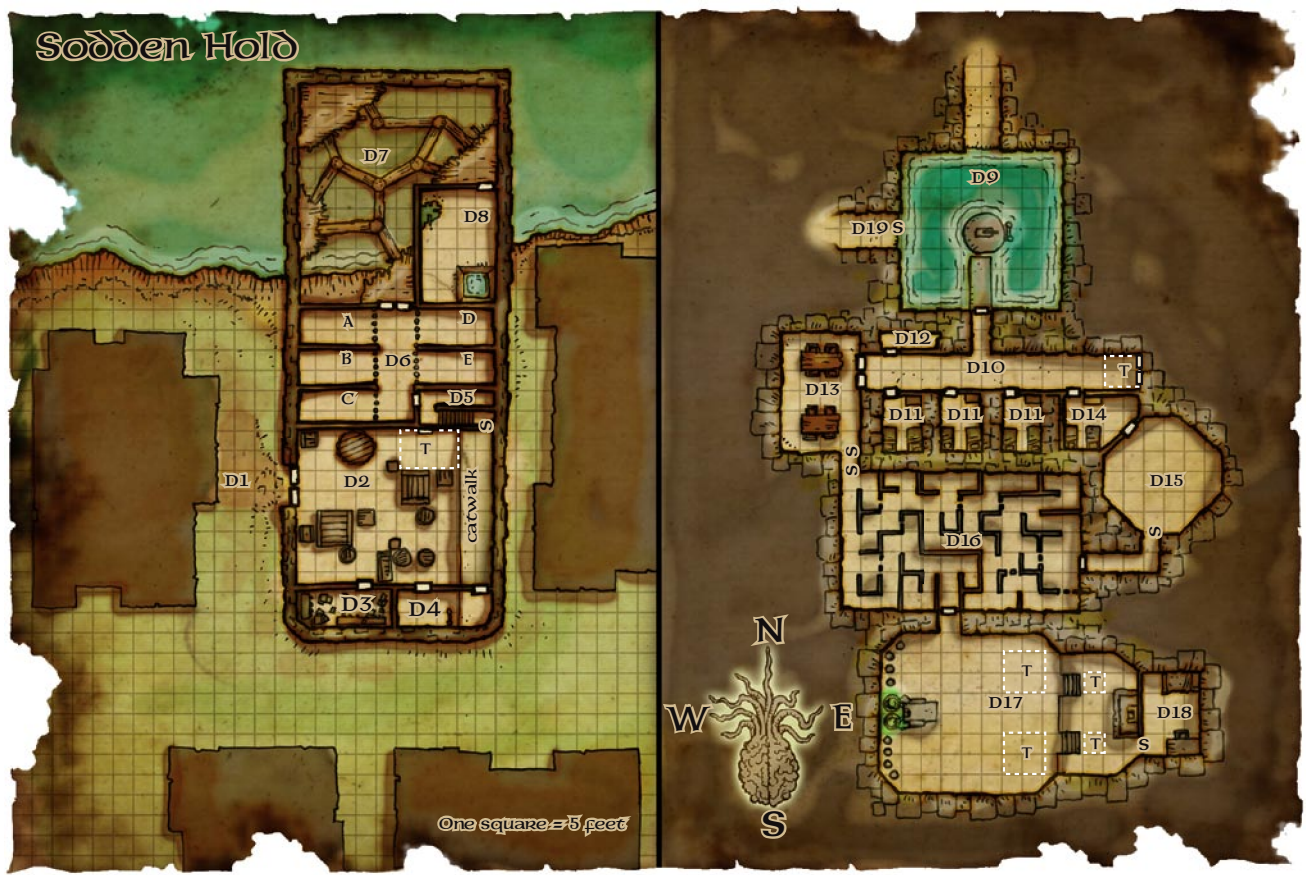 Sodden Hold
D7
D8
A
D
B
D6
E
C
D5
S
T
D1
D2
catwalk
D3
D4
One square = 5 feet
D9
D19 S
D12
D10
T
D13
D11
D11
D11
D14
S S
D15
D16
S
N
W
E
S
T
T
D17
D18
T
T
S